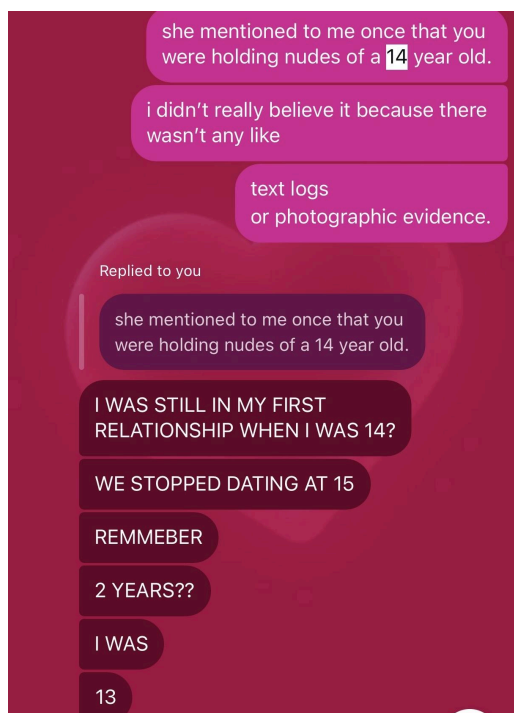 she mentioned to me once that you
were holding nudes of a 14 year old.
i didn't really believe it because there
wasn't any like
text logs
or photographic evidence.
Replied to you
she mentioned to me once that you
were holding nudes of a 14 year old.
I WAS STILL IN MY FIRST
RELATIONSHIP WHEN I WAS 14?
WE STOPPED DATING AT 15
REMMEBER
2 YEARS??
I WAS
13